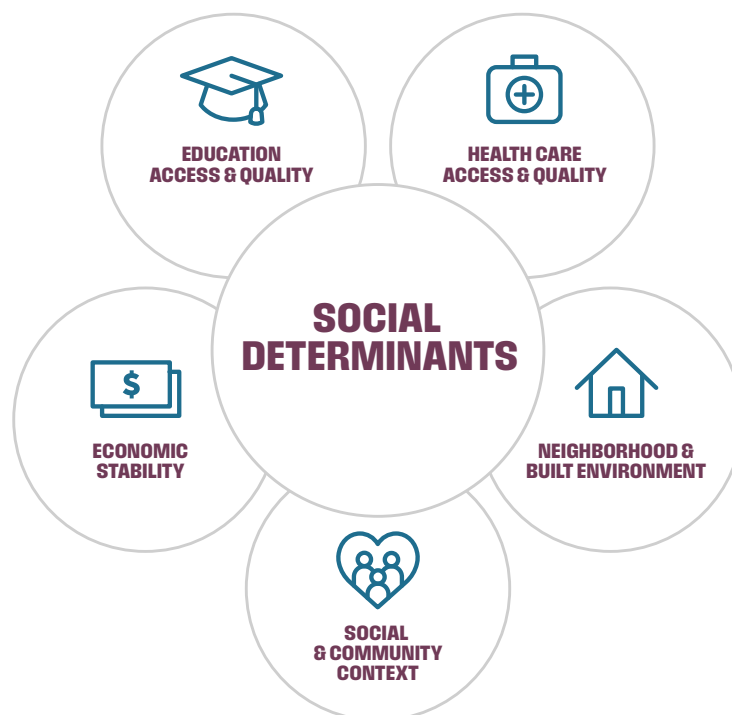 EDUCATION
ACCESS & QUALITY
HEALTH CARE
ACCESS & QUALITY
SOCIAL
DETERMINANTS
$
ECONOMIC
STABILITY
NEIGHBORHOOD &
BUILT ENVIRONMENT
SOCIAL
& COMMUNITY
CONTEXT